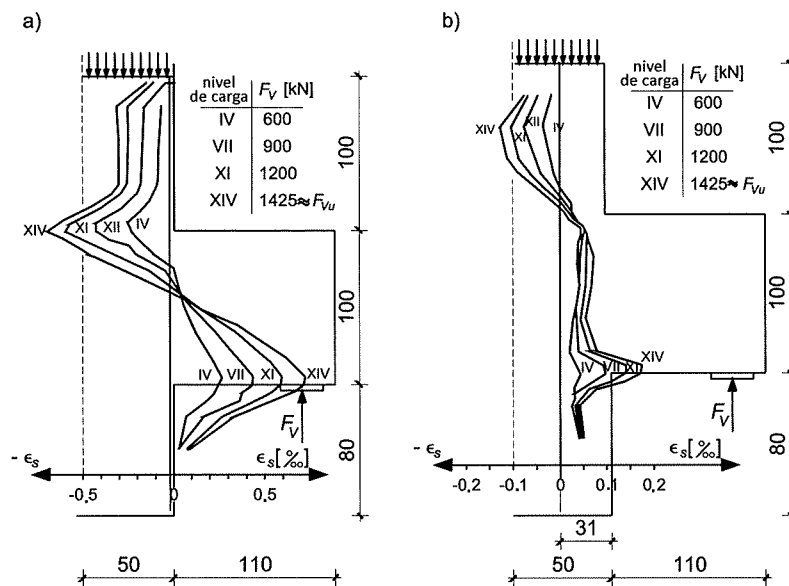 a)
nivel de carga | F_V [kN]
IV | 600
VII | 900
XI | 1200
XIV | 1425≈F_Vu
XIV XI XII IV
IV VII XI XIV
F_V
100
100
80
- ϵ_s ϵ_s[‰]
-0,5 0 0,5
50 110
b)
nivel de carga | F_V [kN]
IV | 600
VII | 900
XI | 1200
XIV | 1425≈F_Vu
XIV XI XII IV
XIV
IV VII XII
F_V
100
100
80
- ϵ_s ϵ_s[‰]
-0.2 -0.1 0 0.1 0,2
31
50 110